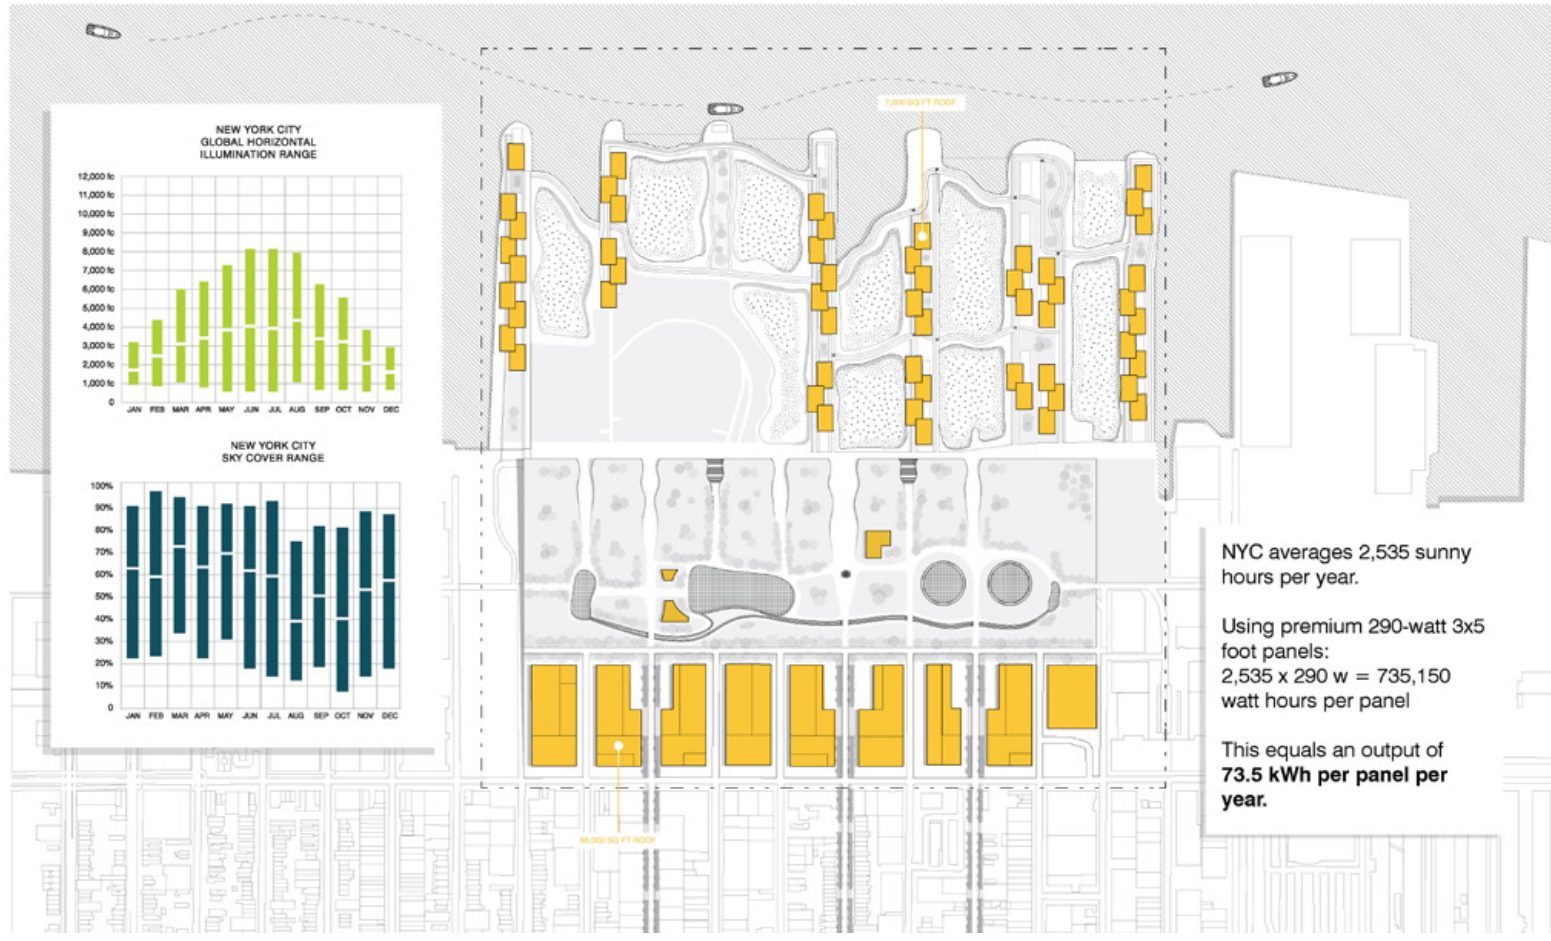 7,000 SQ FT ROOF
NEW YORK CITY
GLOBAL HORIZONTAL
ILLUMINATION RANGE
12,000 fc
11,000 fc
10,000 fc
9,000 fc
8,000 fc
7,000 fc
6,000 fc
5,000 fc
4,000 fc
3,000 fc
2,000 fc
1,000 fc
0
JAN FEB MAR APR MAY JUN JUL AUG SEP OCT NOV DEC
NEW YORK CITY
SKY COVER RANGE
100%
90%
80%
70%
60%
50%
40%
30%
20%
10%
0
JAN FEB MAR APR MAY JUN JUL AUG SEP OCT NOV DEC
NYC averages 2,535 sunny
hours per year.
Using premium 290-watt 3x5
foot panels:
2,535 x 290 w = 735,150
watt hours per panel
This equals an output of
73.5 kWh per panel per
year.
65,000 SQ FT ROOF